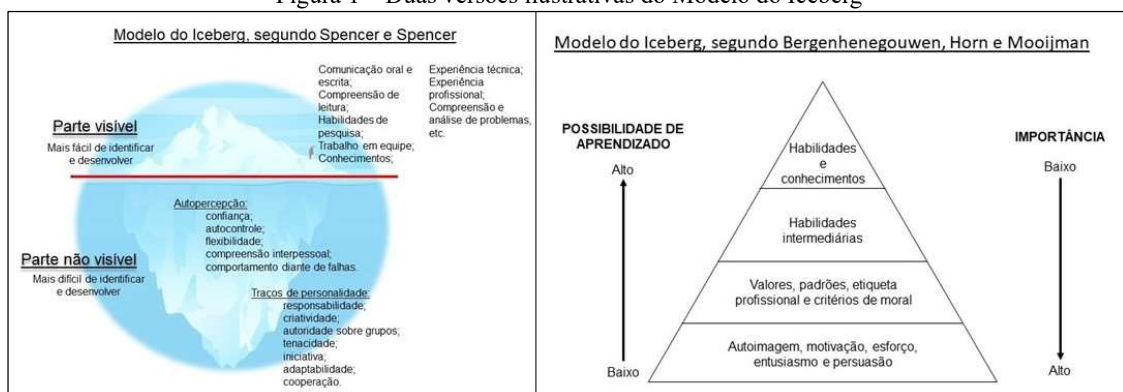 Figura 1 – Duas versões ilustrativas do Modelo do Iceberg
Modelo do Iceberg, segundo Spencer e Spencer
Comunicação oral e
escrita;
Compreensão de
leitura;
Habilidades de
pesquisa;
Trabalho em equipe;
Conhecimentos;
Experiência técnica;
Experiência
profissional;
Compreensão e
análise de problemas,
etc.
Parte visível
Mais fácil de identificar
e desenvolver
Autopercepção:
confiança;
autocontrole;
flexibilidade;
compreensão interpessoal;
comportamento diante de falhas.
Parte não visível
Mais difícil de identificar
e desenvolver
Traços de personalidade:
responsabilidade;
criatividade;
autoridade sobre grupos;
tenacidade;
iniciativa;
adaptabilidade;
cooperação.
Modelo do Iceberg, segundo Bergenhenegouwen, Horn e Mooijman
POSSIBILIDADE DE
APRENDIZADO
Alto
Baixo
Habilidades
e
conhecimentos
Habilidades
intermediárias
Valores, padrões, etiqueta
profissional e critérios de moral
Autoimagem, motivação, esforço,
entusiasmo e persuasão
IMPORTÂNCIA
Baixo
Alto